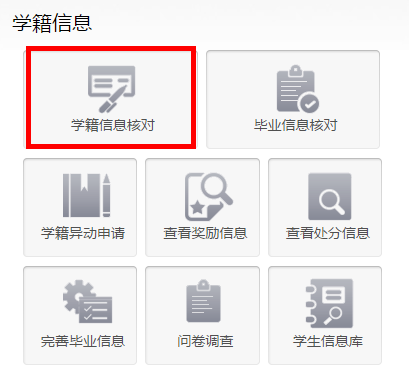 学籍信息
学籍信息核对
毕业信息核对
学籍异动申请
查看奖励信息
查看处分信息
完善毕业信息
问卷调查
学生信息库